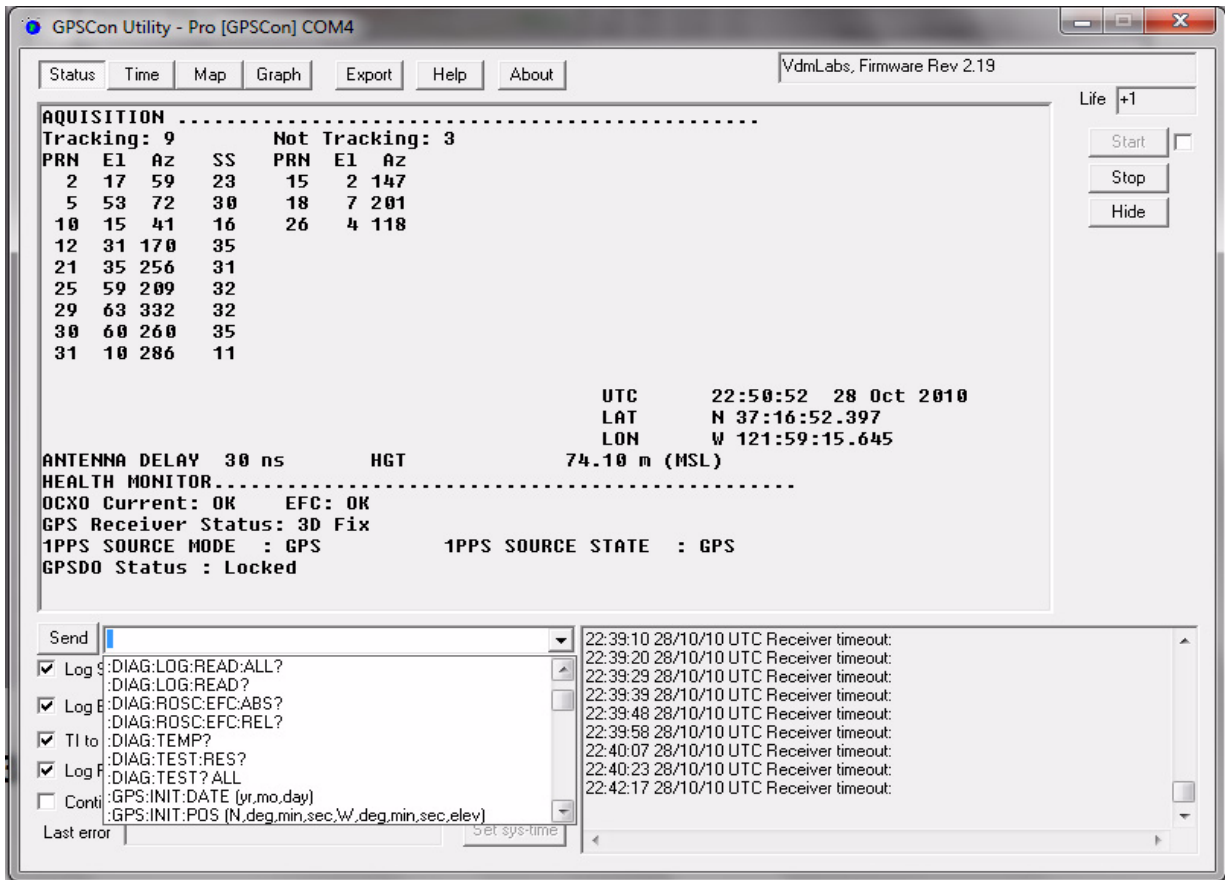 GPSCon Utility - Pro [GPSCon] COM4
Status Time Map Graph Export Help About
VdmLabs, Firmware Rev 2.19
Life +1
Start
Stop
Hide
AQUISITION ................................................
Tracking: 9 Not Tracking: 3
PRN El Az SS PRN El Az
2 17 59 23 15 2 147
5 53 72 30 18 7 201
10 15 41 16 26 4 118
12 31 170 35
21 35 256 31
25 59 209 32
29 63 332 32
30 60 260 35
31 10 286 11
UTC 22:50:52 28 Oct 2010
LAT N 37:16:52.397
LON W 121:59:15.645
ANTENNA DELAY 30 ns HGT 74.10 m (MSL)
HEALTH MONITOR................................................
OCXO Current: OK EFC: OK
GPS Receiver Status: 3D Fix
1PPS SOURCE MODE : GPS 1PPS SOURCE STATE : GPS
GPSDO Status : Locked
Send
:DIAG:LOG:READ:ALL?
:DIAG:LOG:READ?
:DIAG:ROSC:EFC:ABS?
:DIAG:ROSC:EFC:REL?
:DIAG:TEMP?
:DIAG:TEST:RES?
:DIAG:TEST? ALL
:GPS:INIT:DATE (yr,mo,day)
:GPS:INIT:POS (N,deg,min,sec,W,deg,min,sec,elev)
Log
Log
TI to
Log
Last error
Set sys-time
22:39:10 28/10/10 UTC Receiver timeout:
22:39:20 28/10/10 UTC Receiver timeout:
22:39:29 28/10/10 UTC Receiver timeout:
22:39:39 28/10/10 UTC Receiver timeout:
22:39:48 28/10/10 UTC Receiver timeout:
22:39:58 28/10/10 UTC Receiver timeout:
22:40:07 28/10/10 UTC Receiver timeout:
22:40:23 28/10/10 UTC Receiver timeout:
22:42:17 28/10/10 UTC Receiver timeout: